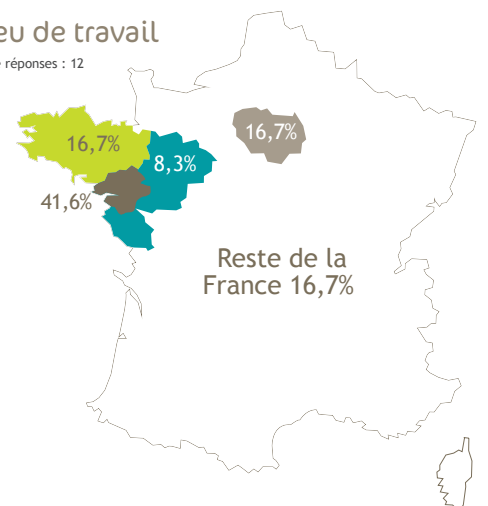 eu de travail
réponses : 12
16,7%
16,7%
8,3%
41,6%
Reste de la
France 16,7%